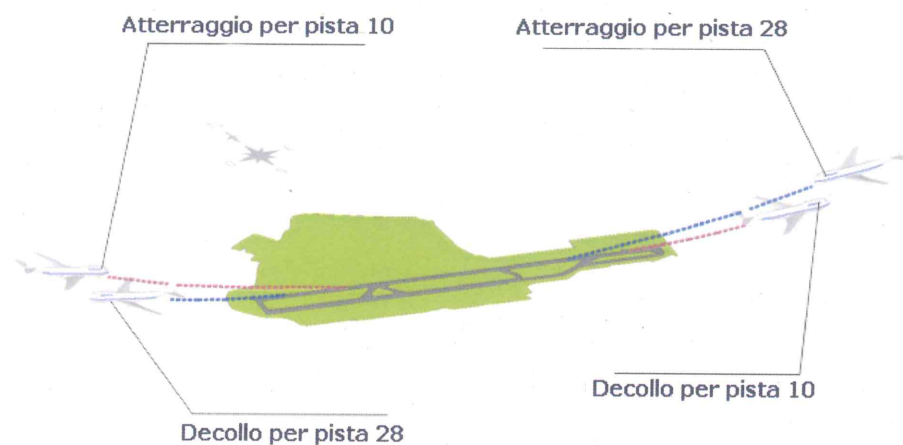 Atterraggio per pista 10
Atterraggio per pista 28
Decollo per pista 10
Decollo per pista 28